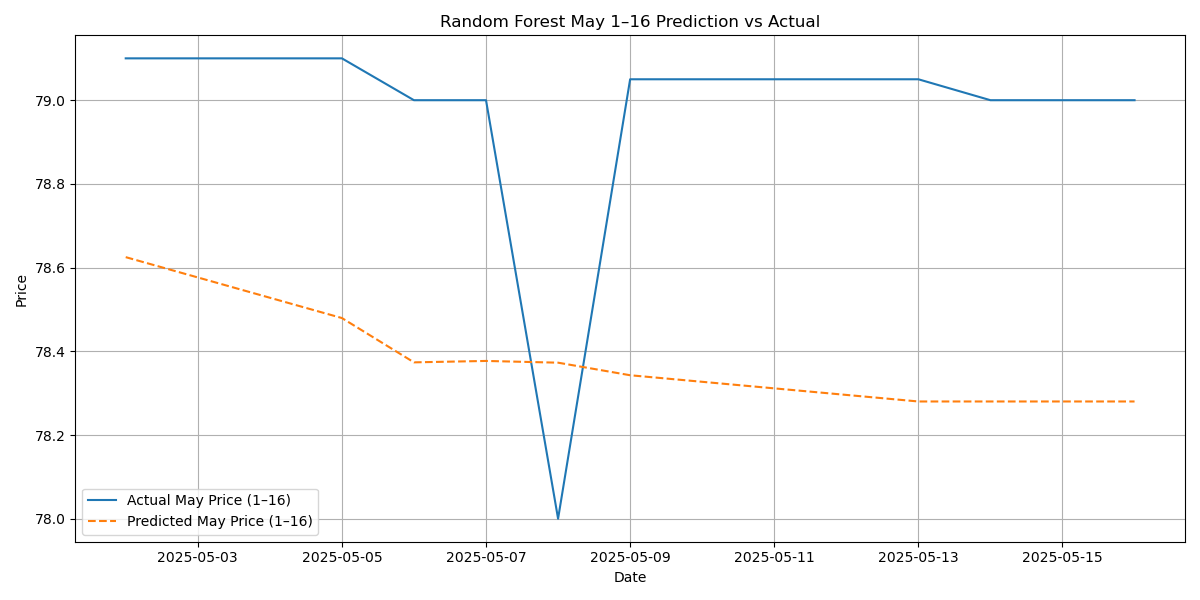 Random Forest May 1–16 Prediction vs Actual
Price
79.0
78.8
78.6
78.4
78.2
78.0
Actual May Price (1–16)
Predicted May Price (1–16)
2025-05-03 2025-05-05 2025-05-07 2025-05-09 2025-05-11 2025-05-13 2025-05-15
Date